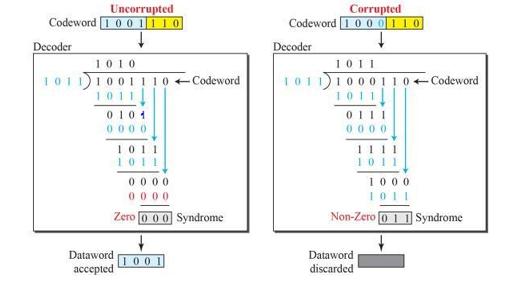 Uncorrupted
Codeword 1 0 0 1 1 1 0
Decoder
1 0 1 0
1 0 1 1 ) 1 0 0 1 1 1 0 Codeword
1 0 1 1
0 1 0 1
0 0 0 0
1 0 1 1
1 0 1 1
0 0 0 0
0 0 0 0
Zero 0 0 0 Syndrome
Dataword
accepted 1 0 0 1
Corrupted
Codeword 1 0 0 0 1 1 0
Decoder
1 0 1 1
1 0 1 1 ) 1 0 0 0 1 1 0 Codeword
1 0 1 1
0 1 1 1
0 0 0 0
1 1 1 1
1 0 1 1
1 0 0 0
1 0 1 1
Non-Zero 0 1 1 Syndrome
Dataword
discarded